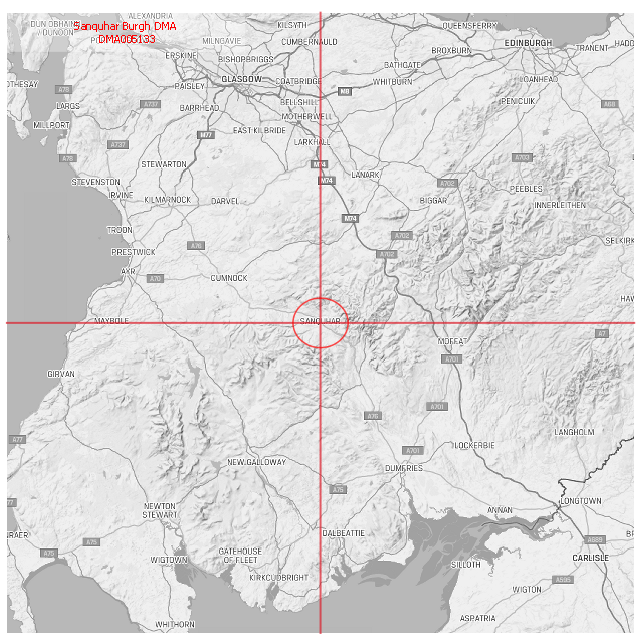 ALEXANDRIA
QUEENSFERRY
DUN OBHAIN
Sanquhar Burgh DMA
KILSYTH
/ DUNOON
DMA005133
MILNGAVIE
CUMBERNAULD
EDINBURGH
TRANENT
BROXBURN
ERSKINE
BISHOPBRIGGS
BATHGATE
GLASGOW
COATBRIDGE
WHITBURN
LOANHEAD
PAISLEY
A78
M8
BELLSHILL
PENICUIK
LARGS
A737
BARRHEAD
A68
MOTHERWELL
MILLPORT
M77
EAST KILBRIDE
A737
LARKHALL
A78
STEWARTON
M74
A703
LANARK
STEVENSTON
M74
A702
PEEBLES
IRVINE
KILMARNOCK
DARVEL
BIGGAR
INNERLEITHEN
M74
TROON
A702
PRESTWICK
A76
SELKIRK
A702
AYR
A70
CUMNOCK
MAYBOLE
SANQUHAR
A7
MOFFAT
A701
GIRVAN
A701
A76
A77
LANGHOLM
LOCKERBIE
A701
NEW GALLOWAY
DUMFRIES
A75
NEWTON
STEWART
LONGTOWN
ANNAN
DALBEATTIE
A75
A689
A75
GATEHOUSE
OF FLEET
CARLISLE
WIGTOWN
SILLOTH
KIRKCUDBRIGHT
A595
WIGTON
ASPATRIA
WHITHORN